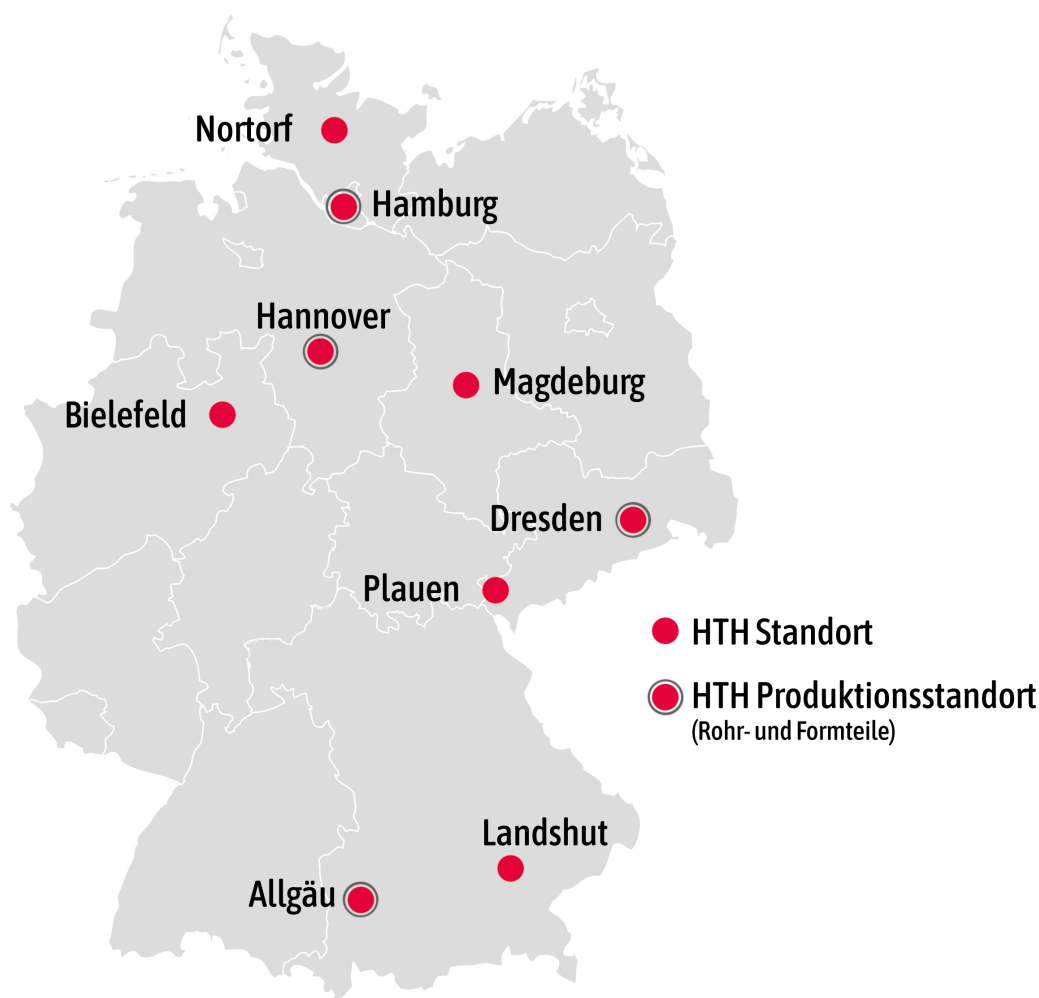 Nortorf
Hamburg
Hannover
Magdeburg
Bielefeld
Dresden
Plauen
HTH Standort
HTH Produktionsstandort
(Rohr- und Formteile)
Landshut
Allgäu